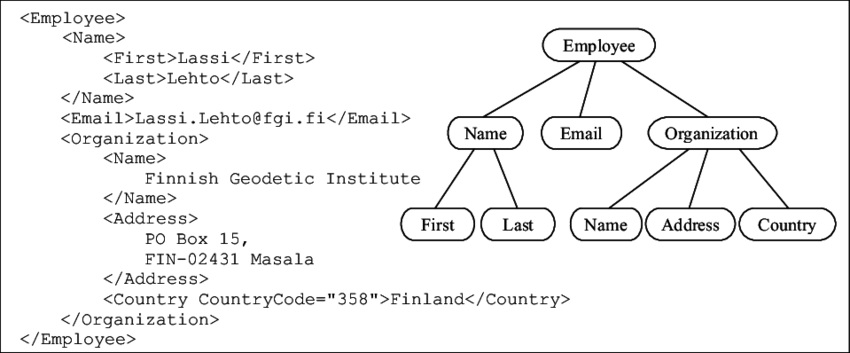 <Employee>
<Name>
<First>Lassi</First>
<Last>Lehto</Last>
</Name>
<Email>Lassi.Lehto@fgi.fi</Email>
<Organization>
<Name>
Finnish Geodetic Institute
</Name>
<Address>
PO Box 15,
FIN-02431 Masala
</Address>
<Country CountryCode="358">Finland</Country>
</Organization>
</Employee>
Employee
Name Email Organization
First Last Name Address Country